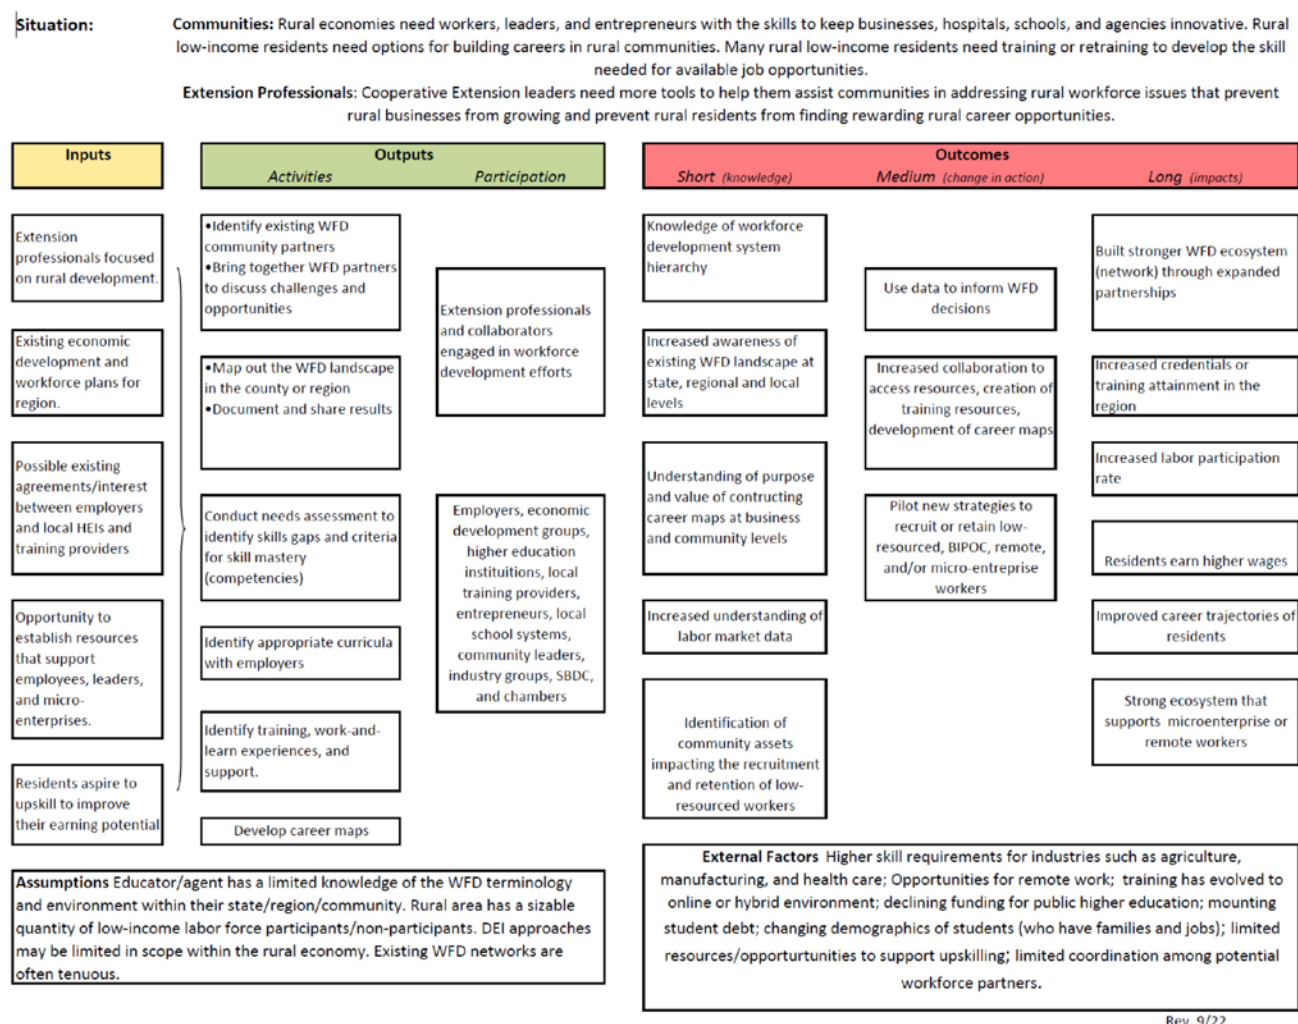 Situation:
Communities: Rural economies need workers, leaders, and entrepreneurs with the skills to keep businesses, hospitals, schools, and agencies innovative. Rural
low-income residents need options for building careers in rural communities. Many rural low-income residents need training or retraining to develop the skill
needed for available job opportunities.
Extension Professionals: Cooperative Extension leaders need more tools to help them assist communities in addressing rural workforce issues that prevent
rural businesses from growing and prevent rural residents from finding rewarding rural career opportunities.
Inputs
Outputs
Activities
Participation
Outcomes
Short (knowledge)
Medium (change in action)
Long (impacts)
Extension
professionals focused
on rural development.
Existing economic
development and
workforce plans for
region.
Possible existing
agreements/interest
between employers
and local HEIs and
training providers
Opportunity to
establish resources
that support
employees, leaders,
and micro-
enterprises.
Residents aspire to
upskill to improve
their earning potential
•Identify existing WFD
community partners
•Bring together WFD partners
to discuss challenges and
opportunities
•Map out the WFD landscape
in the county or region
•Document and share results
Conduct needs assessment to
identify skills gaps and criteria
for skill mastery
(competencies)
Identify appropriate curricula
with employers
Identify training, work-and-
learn experiences, and
support.
Develop career maps
Extension professionals
and collaborators
engaged in workforce
development efforts
Employers, economic
development groups,
higher education
instituitions, local
training providers,
entrepreneurs, local
school systems,
community leaders,
industry groups, SBDC,
and chambers
Knowledge of workforce
development system
hierarchy
Increased awareness of
existing WFD landscape at
state, regional and local
levels
Understanding of purpose
and value of contructing
career maps at business
and community levels
Increased understanding of
labor market data
Identification of
community assets
impacting the recruitment
and retention of low-
resourced workers
Use data to inform WFD
decisions
Increased collaboration to
access resources, creation of
training resources,
development of career maps
Pilot new strategies to
recruit or retain low-
resourced, BIPOC, remote,
and/or micro-entreprise
workers
Built stronger WFD ecosystem
(network) through expanded
partnerships
Increased credentials or
training attainment in the
region
Increased labor participation
rate
Residents earn higher wages
Improved career trajectories of
residents
Strong ecosystem that
supports microenterprise or
remote workers
Assumptions Educator/agent has a limited knowledge of the WFD terminology
and environment within their state/region/community. Rural area has a sizable
quantity of low-income labor force participants/non-participants. DEI approaches
may be limited in scope within the rural economy. Existing WFD networks are
often tenuous.
External Factors Higher skill requirements for industries such as agriculture,
manufacturing, and health care; Opportunities for remote work; training has evolved to
online or hybrid environment; declining funding for public higher education; mounting
student debt; changing demographics of students (who have families and jobs); limited
resources/opporturtunities to support upskilling; limited coordination among potential
workforce partners.
Rev. 9/22